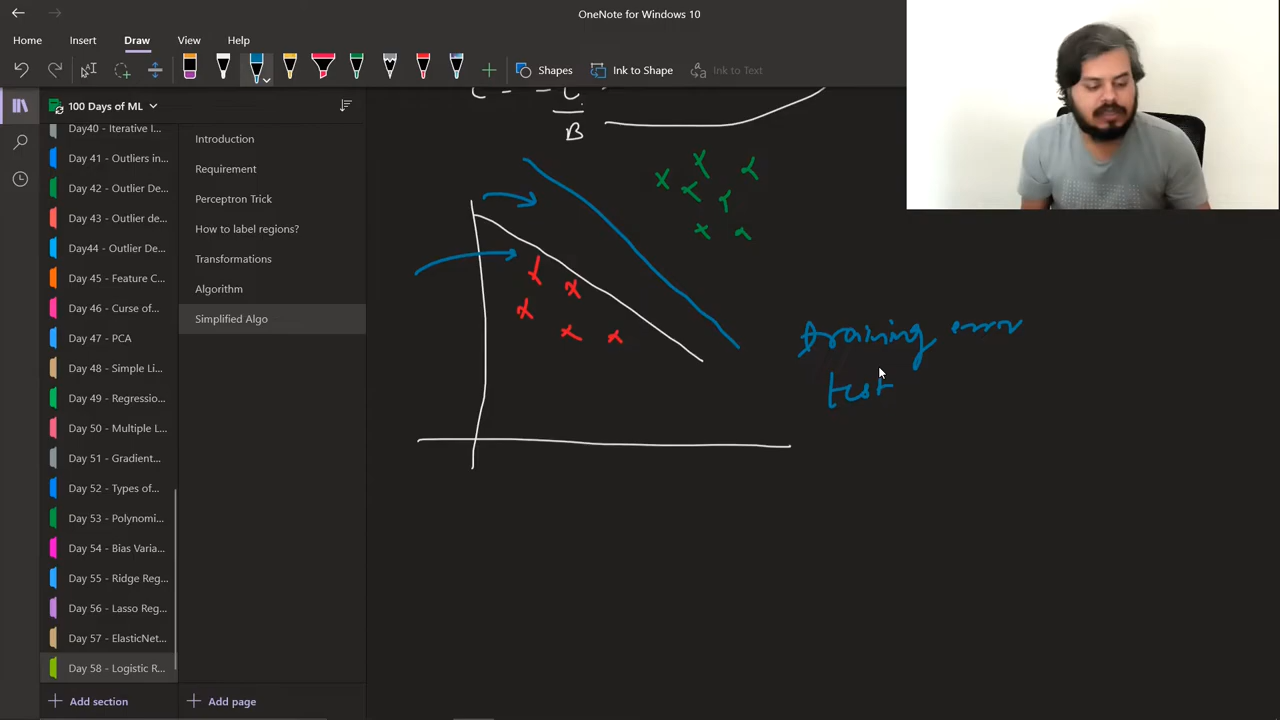 OneNote for Windows 10
Home
Insert
Draw
View
Help
Shapes
Ink to Shape
Ink to Text
100 Days of ML
Day40 - Iterative I...
Day 41 - Outliers in...
Day 42 - Outlier De...
Day 43 - Outlier de...
Day44 - Outlier De...
Day 45 - Feature C...
Day 46 - Curse of...
Day 47 - PCA
Day 48 - Simple Li...
Day 49 - Regressio...
Day 50 - Multiple L...
Day 51 - Gradient...
Day 52 - Types of...
Day 53 - Polynomi...
Day 54 - Bias Varia...
Day 55 - Ridge Reg...
Day 56 - Lasso Reg...
Day 57 - ElasticNet...
Day 58 - Logistic R...
Add section
Introduction
Requirement
Perceptron Trick
How to label regions?
Transformations
Algorithm
Simplified Algo
Add page
B
training error
test